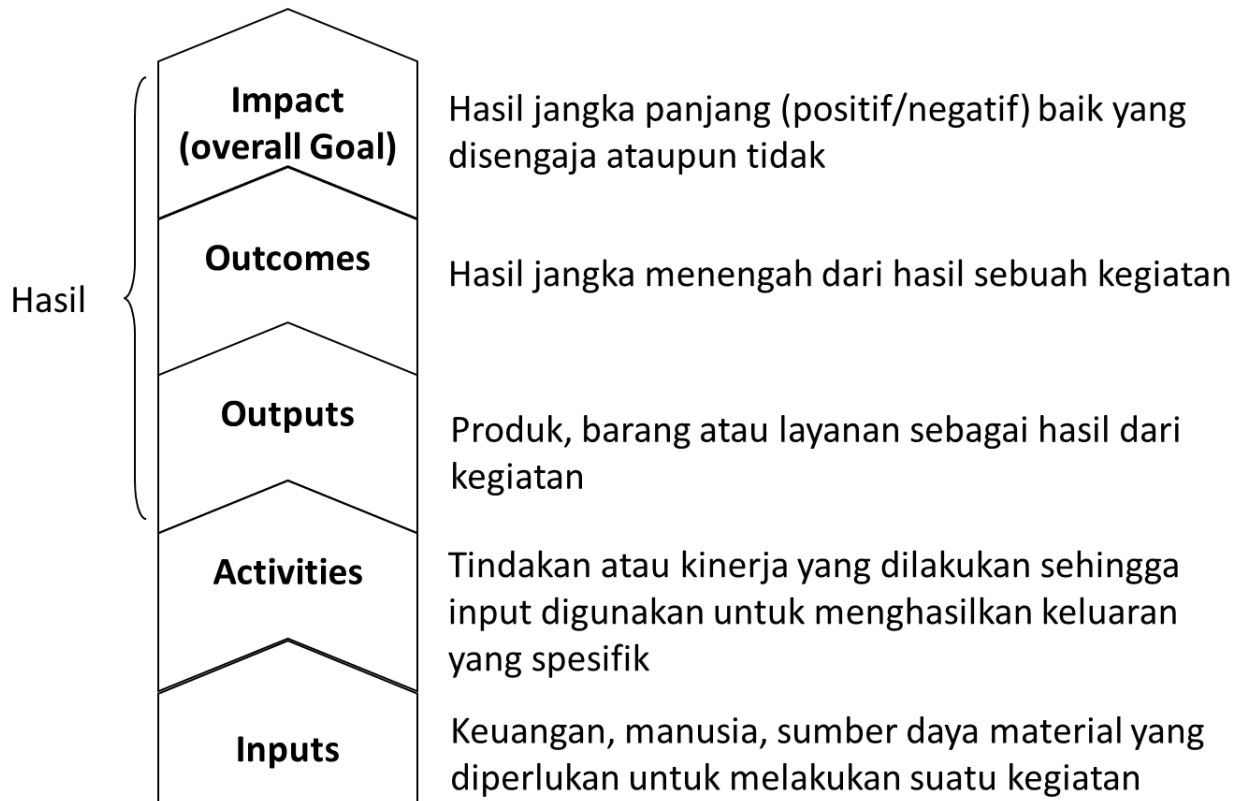 Impact
(overall Goal)
Hasil jangka panjang (positif/negatif) baik yang
disengaja ataupun tidak
Outcomes
Hasil jangka menengah dari hasil sebuah kegiatan
Hasil
Outputs
Produk, barang atau layanan sebagai hasil dari
kegiatan
Activities
Tindakan atau kinerja yang dilakukan sehingga
input digunakan untuk menghasilkan keluaran
yang spesifik
Inputs
Keuangan, manusia, sumber daya material yang
diperlukan untuk melakukan suatu kegiatan